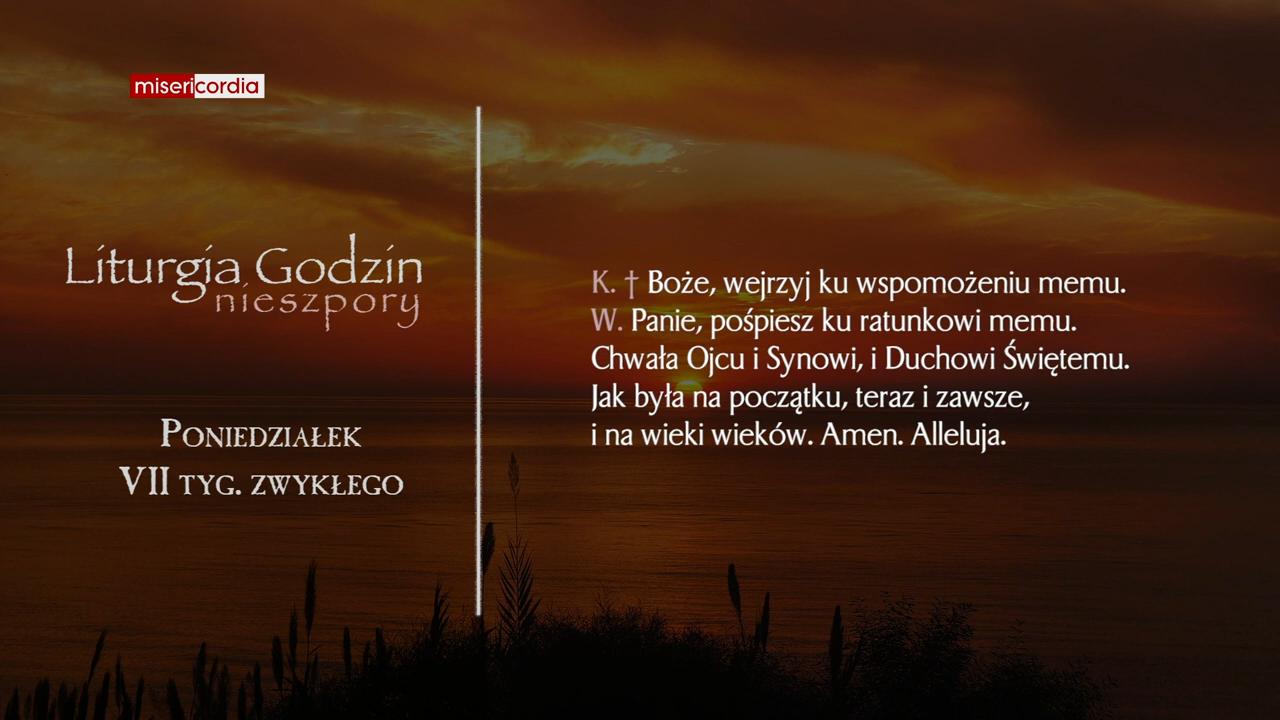 misericordia
Liturgia Godzin
nieszpory
Poniedziałek
VII tyg. zwykłego
K. † Boże, wejrzyj ku wspomożeniu memu.
W. Panie, pośpiesz ku ratunkowi memu.
Chwała Ojcu i Synowi, i Duchowi Świętemu.
Jak była na początku, teraz i zawsze,
i na wieki wieków. Amen. Alleluja.